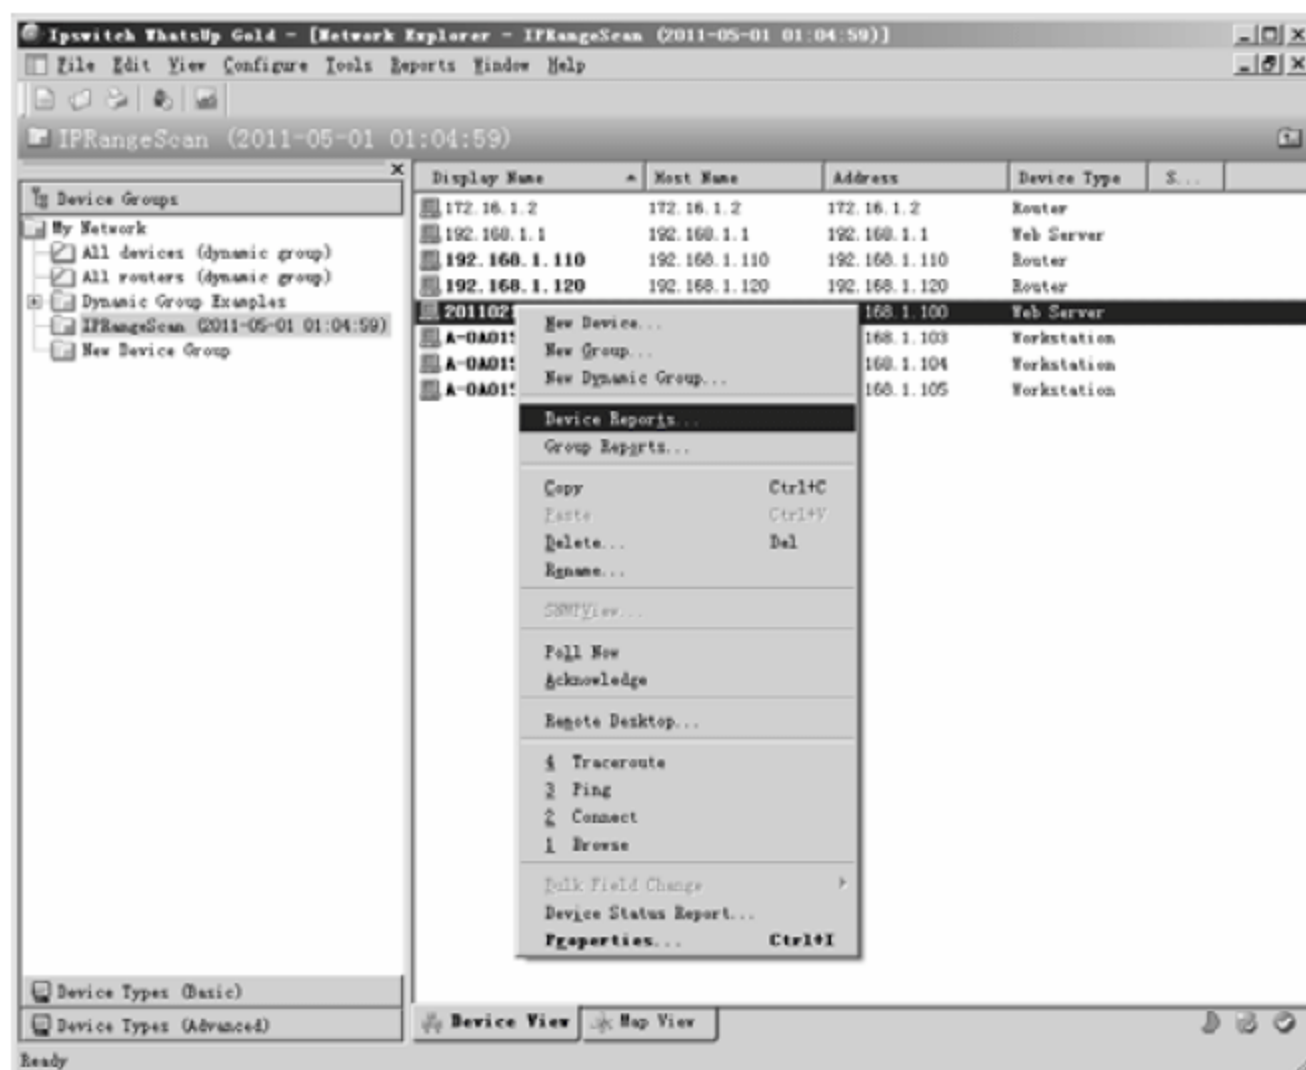 Ipswitch WhatsUp Gold - [Network Explorer - IPRangeScan (2011-05-01 01:04:59)]
File Edit View Configure Tools Reports Window Help
IPRangeScan (2011-05-01 01:04:59)
Device Groups
My Network
All devices (dynamic group)
All routers (dynamic group)
Dynamic Group Examples
IPRangeScan (2011-05-01 01:04:59)
New Device Group
Device Types (Basic)
Device Types (Advanced)
Display Name Host Name Address Device Type S...
172.16.1.2 172.16.1.2 172.16.1.2 Router
192.168.1.1 192.168.1.1 192.168.1.1 Web Server
192.168.1.110 192.168.1.110 192.168.1.110 Router
192.168.1.120 192.168.1.120 192.168.1.120 Router
201102 168.1.100 Web Server
A-0A01 168.1.103 Workstation
A-0A015 168.1.104 Workstation
A-0A01 168.1.105 Workstation
New Device...
New Group...
New Dynamic Group...
Device Reports...
Group Reports...
Copy Ctrl+C
Paste Ctrl+V
Delete... Del
Rename...
SNMPView...
Poll Now
Acknowledge
Remote Desktop...
4 Traceroute
3 Ping
2 Connect
1 Browse
Bulk Field Change
Device Status Report...
Properties... Ctrl+I
Device View Map View
Ready